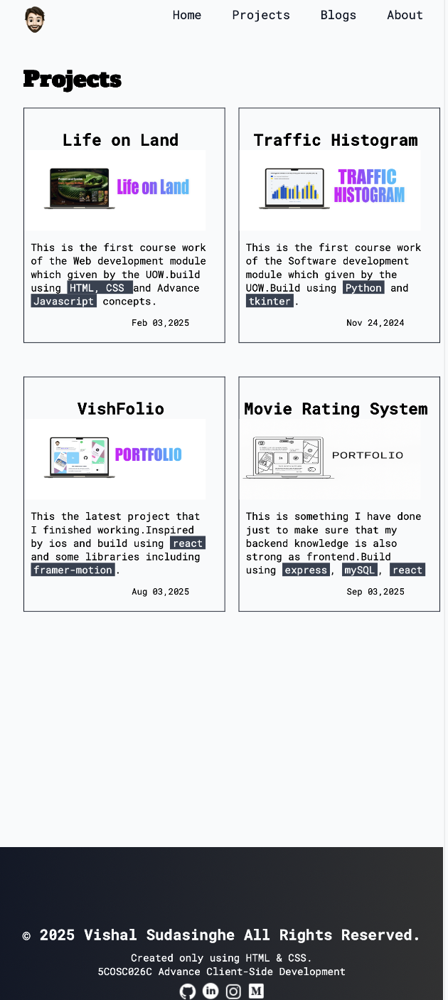 Home Projects Blogs About
Projects
Life on Land
Life on Land
This is the first course work
of the Web development module
which given by the UOW.build
using HTML, CSS and Advance
Javascript concepts.
Feb 03,2025
Traffic Histogram
TRAFFIC
HISTOGRAM
This is the first course work
of the Software development
module which given by the
UOW.Build using Python and
tkinter.
Nov 24,2024
VishFolio
PORTFOLIO
This the latest project that
I finished working.Inspired
by ios and build using react
and some libraries including
framer-motion.
Aug 03,2025
Movie Rating System
PORTFOLIO
This is something I have done
just to make sure that my
backend knowledge is also
strong as frontend.Build
using express, mySQL, react
Sep 03,2025
© 2025 Vishal Sudasinghe All Rights Reserved.
Created only using HTML & CSS.
5COSC026C Advance Client-Side Development